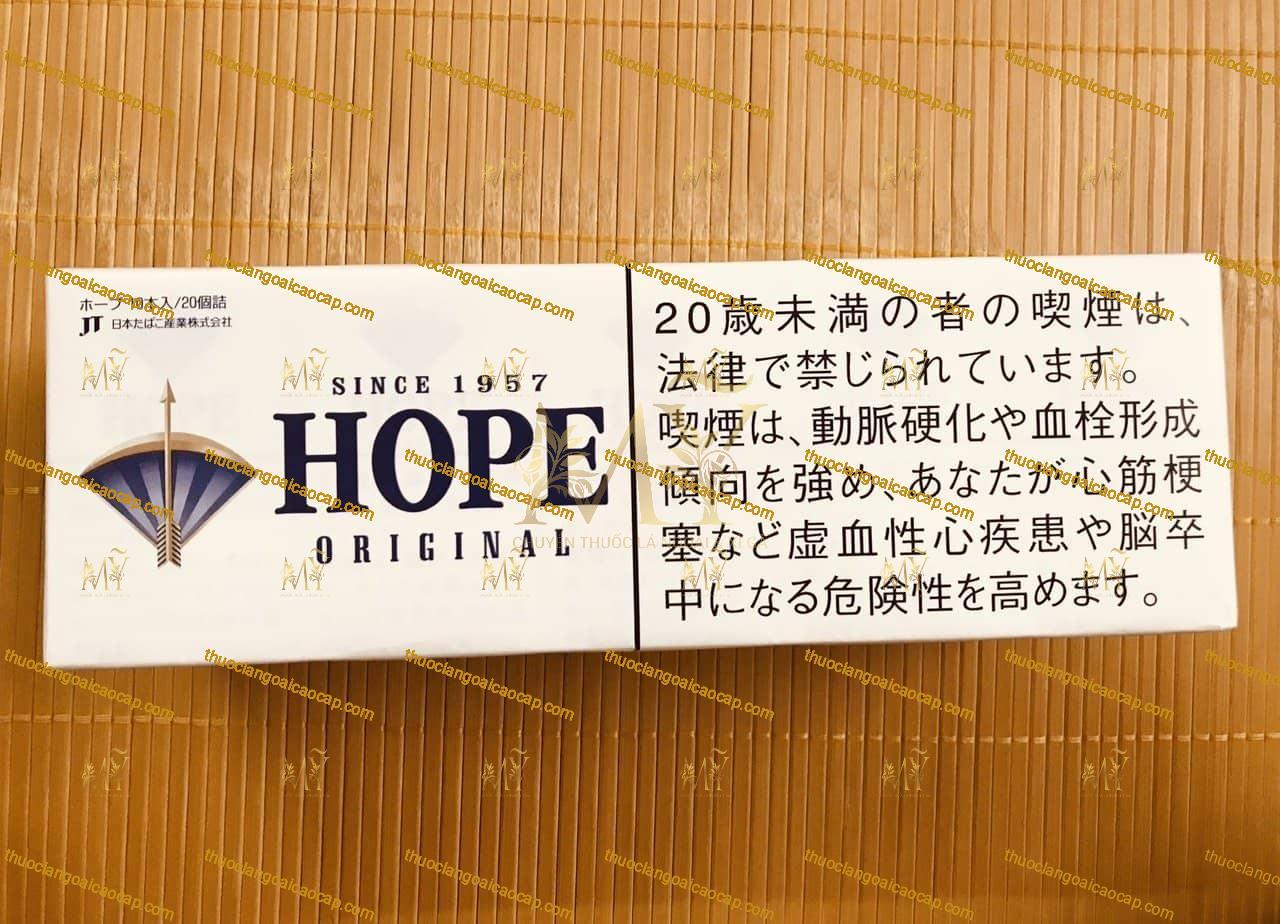 ホープ 10本入/20個詰
JT 日本たばこ産業株式会社
SINCE 1957
HOPE
ORIGINAL
20歳未満の者の喫煙は、
法律で禁じられています。
喫煙は、動脈硬化や血栓形成
傾向を強め、あなたが心筋梗
塞など虚血性心疾患や脳卒
中になる危険性を高めます。
MỸ
thuoclangoaicaocap.com